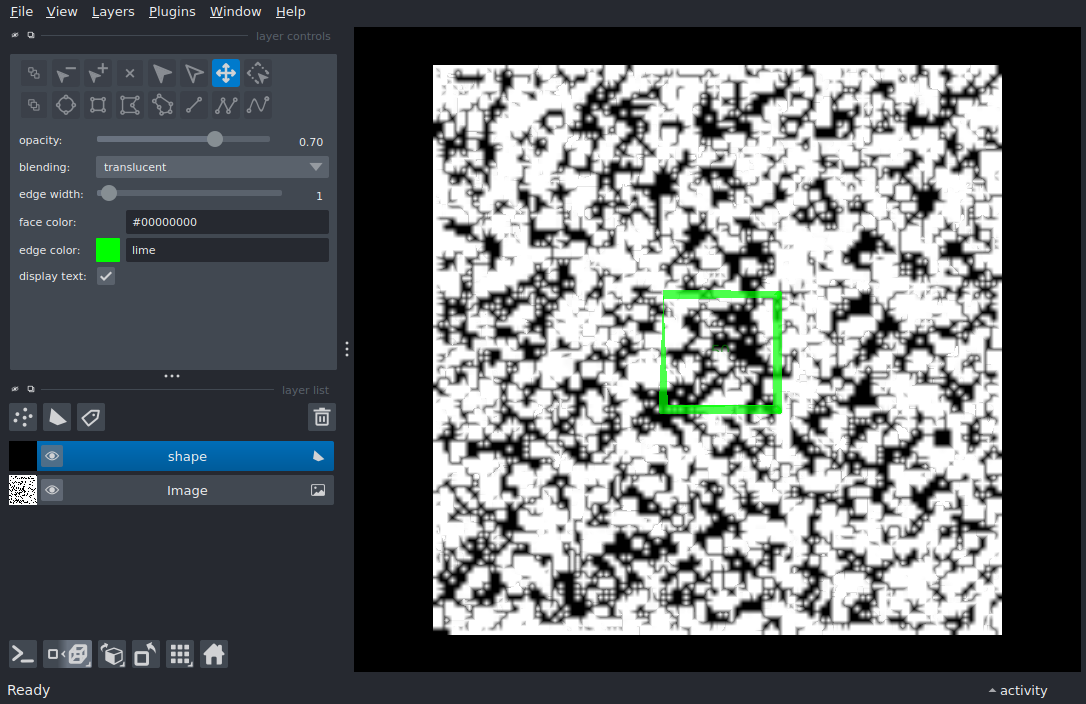 File View Layers Plugins Window Help
layer controls
opacity: 0.70
blending: translucent
edge width: 1
face color: #00000000
edge color: lime
display text:
layer list
shape
Image
Ready activity